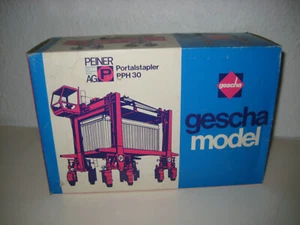 PEINER
AG
P
Portalstapler
PPH 30
gescha
gescha
model